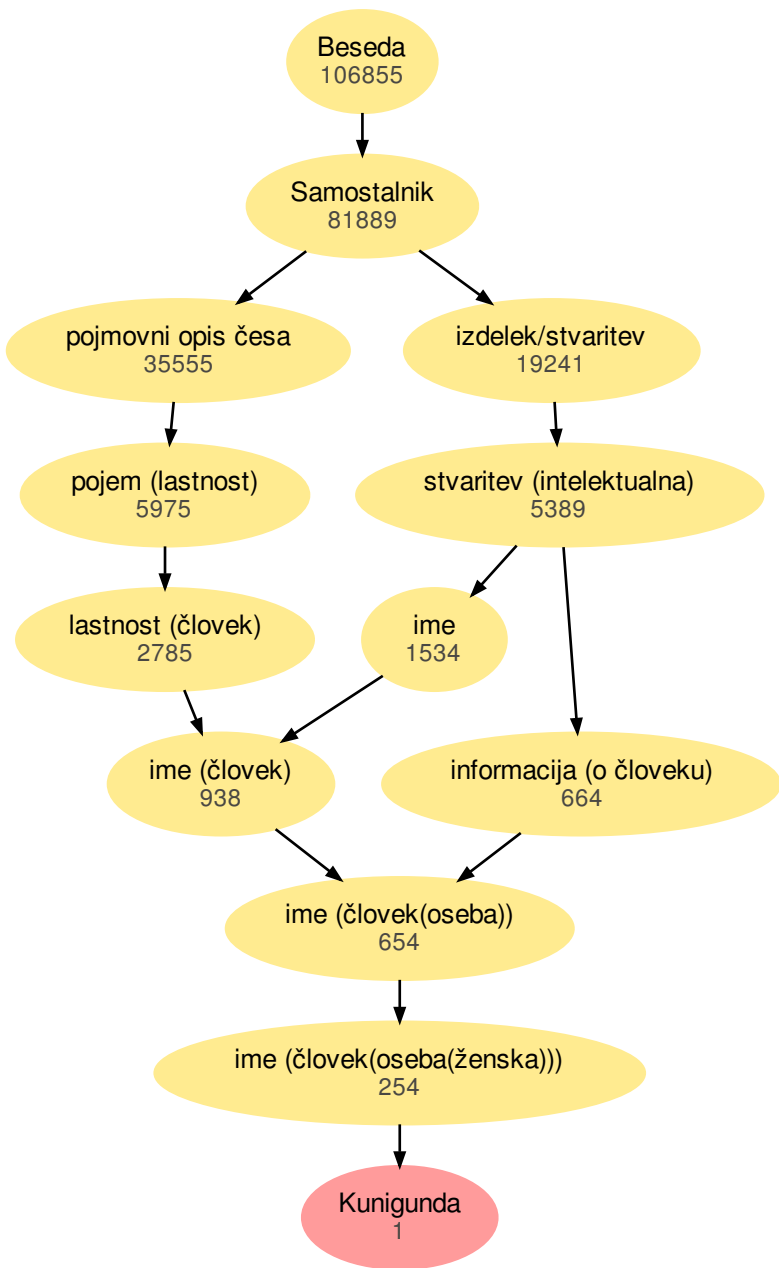 Beseda
106855
Samostalnik
81889
pojmovni opis česa
35555
izdelek/stvaritev
19241
pojem (lastnost)
5975
stvaritev (intelektualna)
5389
lastnost (človek)
2785
ime
1534
ime (človek)
938
informacija (o človeku)
664
ime (človek(oseba))
654
ime (človek(oseba(ženska)))
254
Kunigunda
1